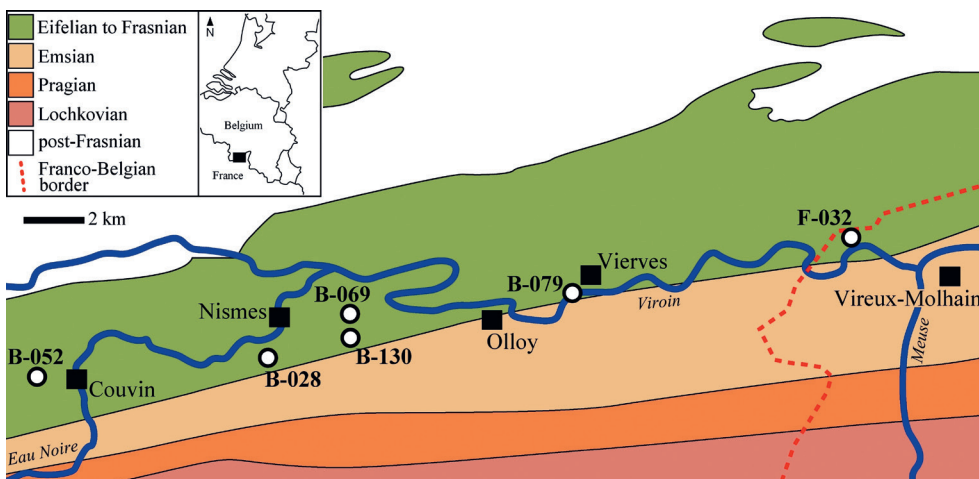 Eifelian to Frasnian
Emsian
Pragian
Lochkovian
post-Frasnian
Franco-Belgian
border
N
Belgium
France
2 km
F-032
Vierves
B-079
Viroin
Vireux-Molhain
B-069
Nismes
Olloy
B-130
B-052
B-028
Couvin
Meuse
Eau Noire